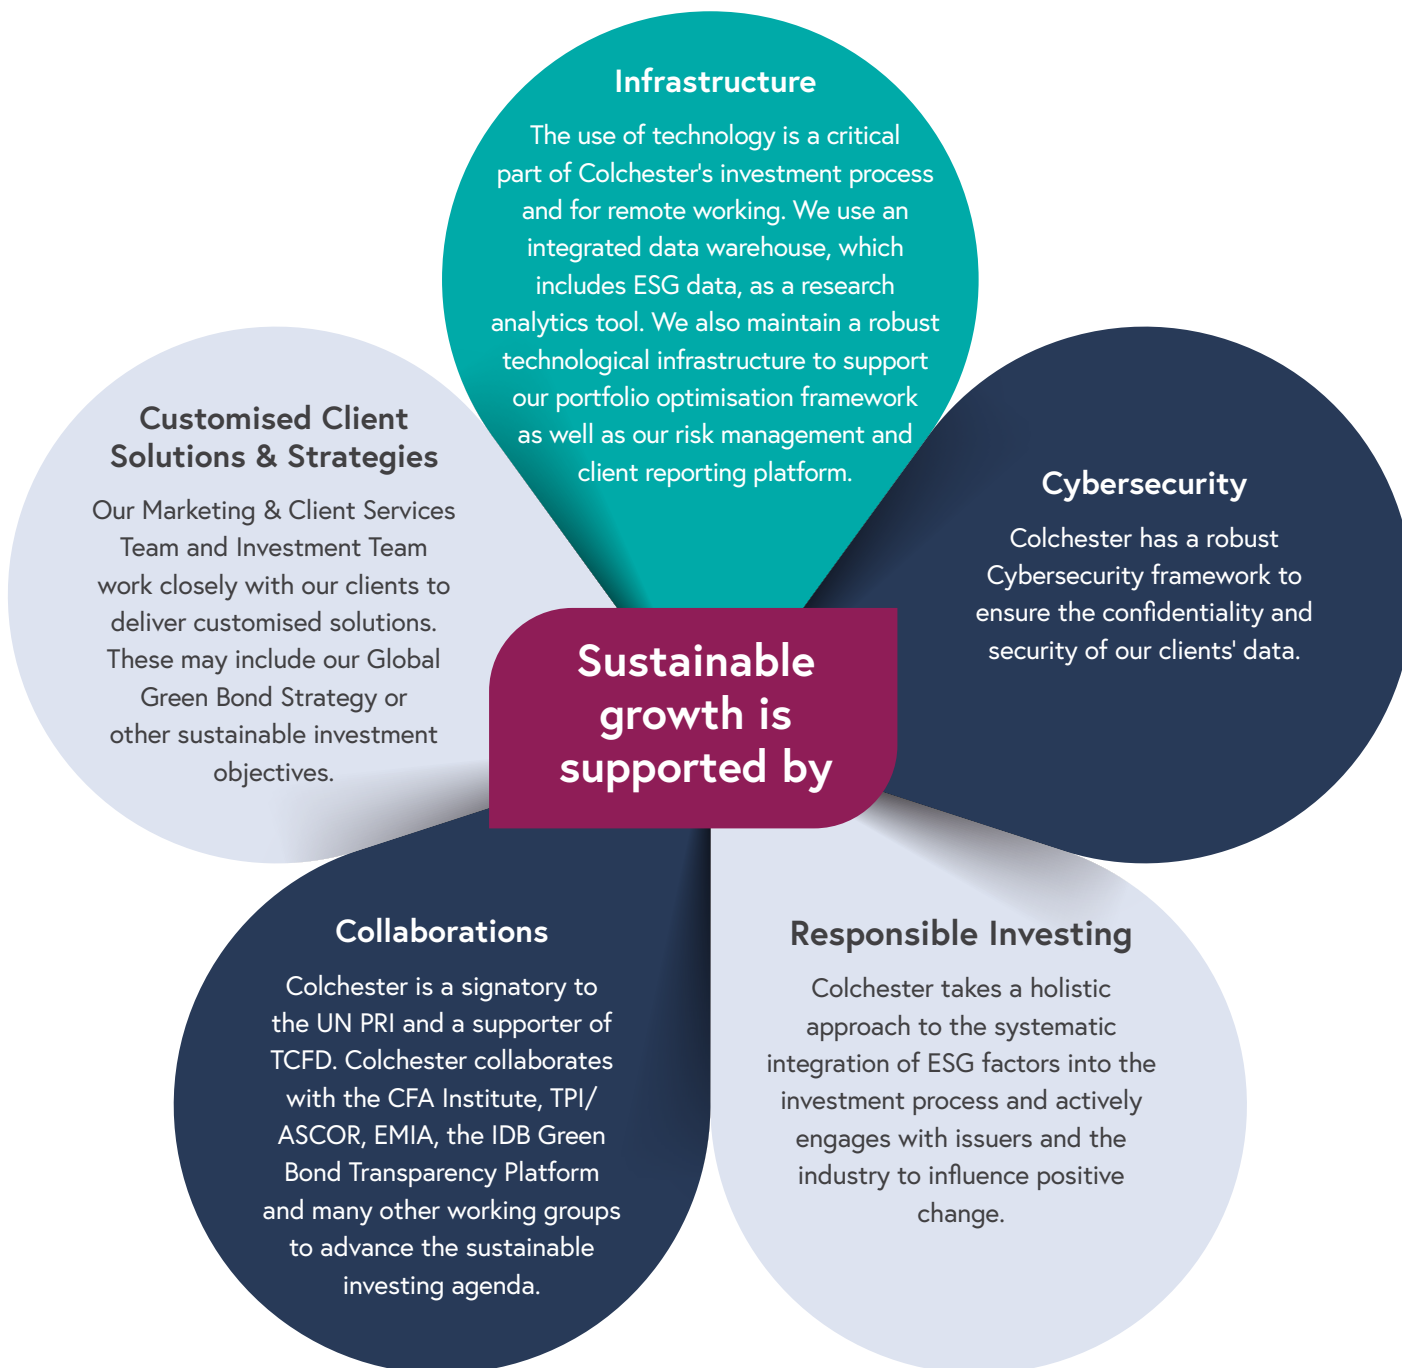 Infrastructure
The use of technology is a critical
part of Colchester's investment process
and for remote working. We use an
integrated data warehouse, which
includes ESG data, as a research
analytics tool. We also maintain a robust
technological infrastructure to support
our portfolio optimisation framework
as well as our risk management and
client reporting platform.
Customised Client
Solutions & Strategies
Our Marketing & Client Services
Team and Investment Team
work closely with our clients to
deliver customised solutions.
These may include our Global
Green Bond Strategy or
other sustainable investment
objectives.
Cybersecurity
Colchester has a robust
Cybersecurity framework to
ensure the confidentiality and
security of our clients' data.
Sustainable
growth is
supported by
Collaborations
Colchester is a signatory to
the UN PRI and a supporter of
TCFD. Colchester collaborates
with the CFA Institute, TPI/
ASCOR, EMIA, the IDB Green
Bond Transparency Platform
and many other working groups
to advance the sustainable
investing agenda.
Responsible Investing
Colchester takes a holistic
approach to the systematic
integration of ESG factors into the
investment process and actively
engages with issuers and the
industry to influence positive
change.